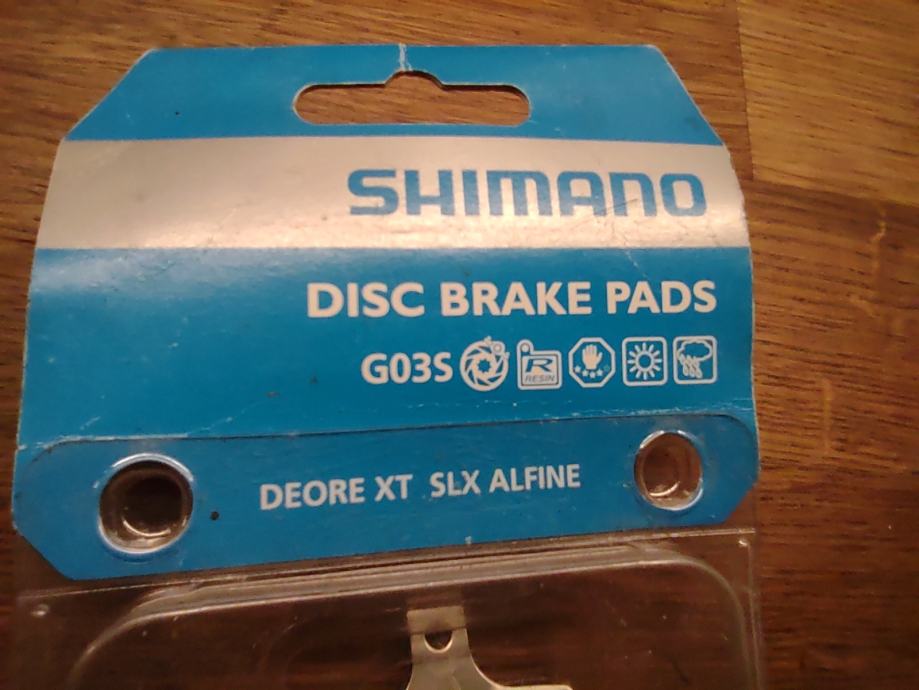 SHIMANO
DISC BRAKE PADS
G03S R RESIN
DEORE XT SLX ALFINE